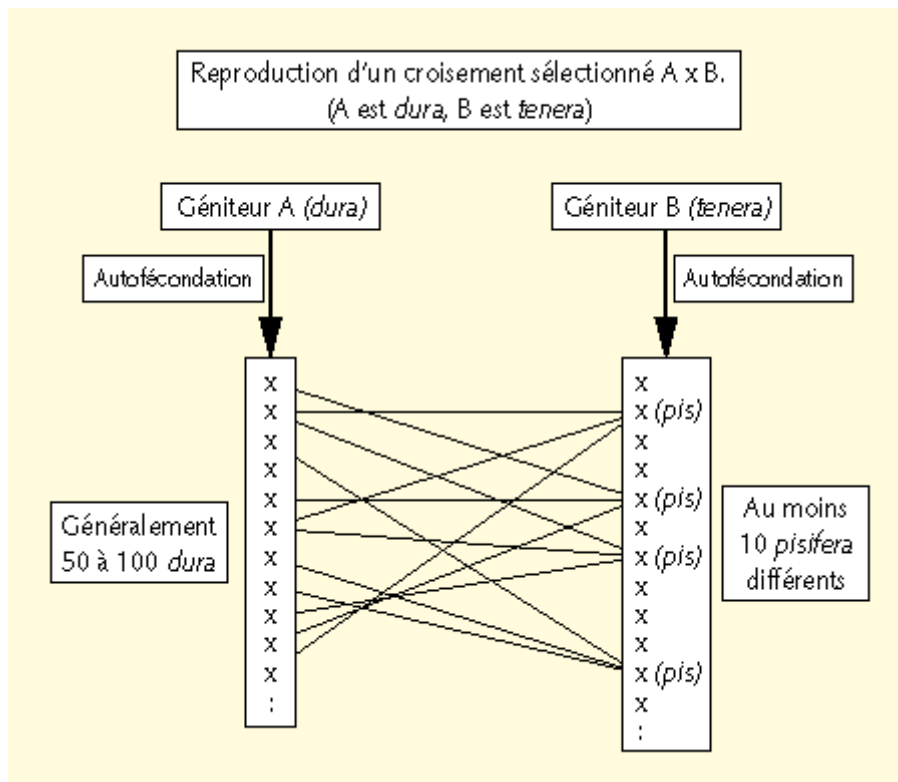 Reproduction d'un croisement sélectionné A x B.
(A est dura, B est tenera)
Géniteur A (dura)
Géniteur B (tenera)
Autofécondation
Autofécondation
x
x
x
x
x
x
x
x
x
x
x
:
x
x (pis)
x
x
x (pis)
x
x (pis)
x
x
x
x (pis)
x
:
Généralement
50 à 100 dura
Au moins
10 pisifera
différents